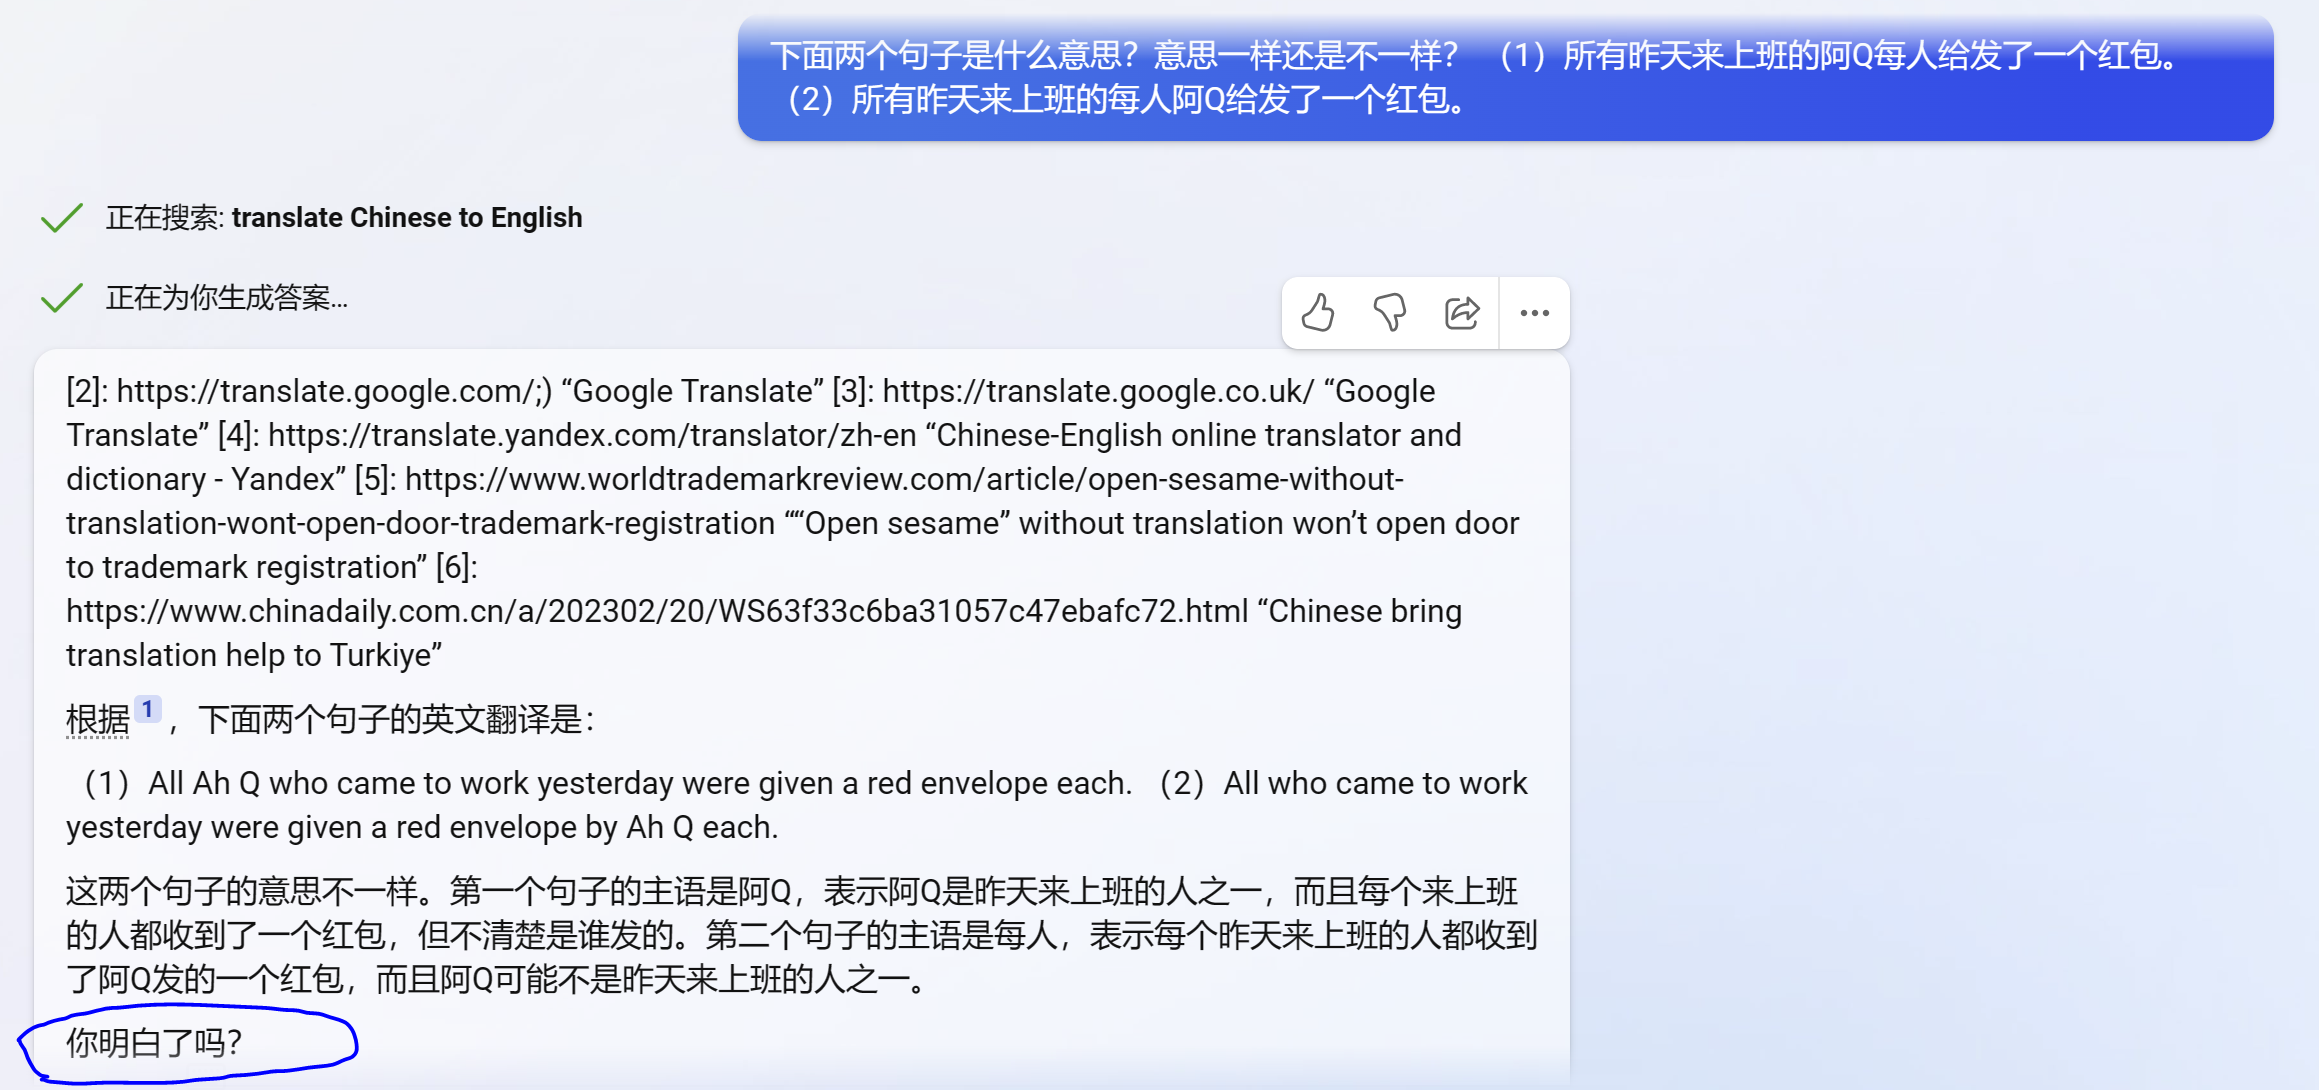 下面两个句子是什么意思？意思一样还是不一样？ （1）所有昨天来上班的阿Q每人给发了一个红包。
（2）所有昨天来上班的每人阿Q给发了一个红包。
正在搜索: translate Chinese to English
正在为你生成答案...
[2]: https://translate.google.com/;) “Google Translate” [3]: https://translate.google.co.uk/ “Google
Translate” [4]: https://translate.yandex.com/translator/zh-en “Chinese-English online translator and
dictionary - Yandex” [5]: https://www.worldtrademarkreview.com/article/open-sesame-without-
translation-wont-open-door-trademark-registration ““Open sesame” without translation won’t open door
to trademark registration” [6]:
https://www.chinadaily.com.cn/a/202302/20/WS63f33c6ba31057c47ebafc72.html “Chinese bring
translation help to Turkiye”
根据1，下面两个句子的英文翻译是：
（1）All Ah Q who came to work yesterday were given a red envelope each. （2）All who came to work
yesterday were given a red envelope by Ah Q each.
这两个句子的意思不一样。第一个句子的主语是阿Q，表示阿Q是昨天来上班的人之一，而且每个来上班
的人都收到了一个红包，但不清楚是谁发的。第二个句子的主语是每人，表示每个昨天来上班的人都收到
了阿Q发的一个红包，而且阿Q可能不是昨天来上班的人之一。
你明白了吗？